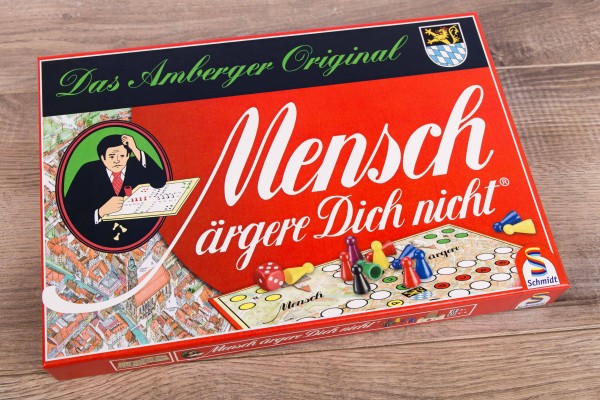 Das Amberger Original
Mensch
ärgere Dich nicht®
Mensch
ärgere
Schmidt
Mensch ärgere Dich nicht